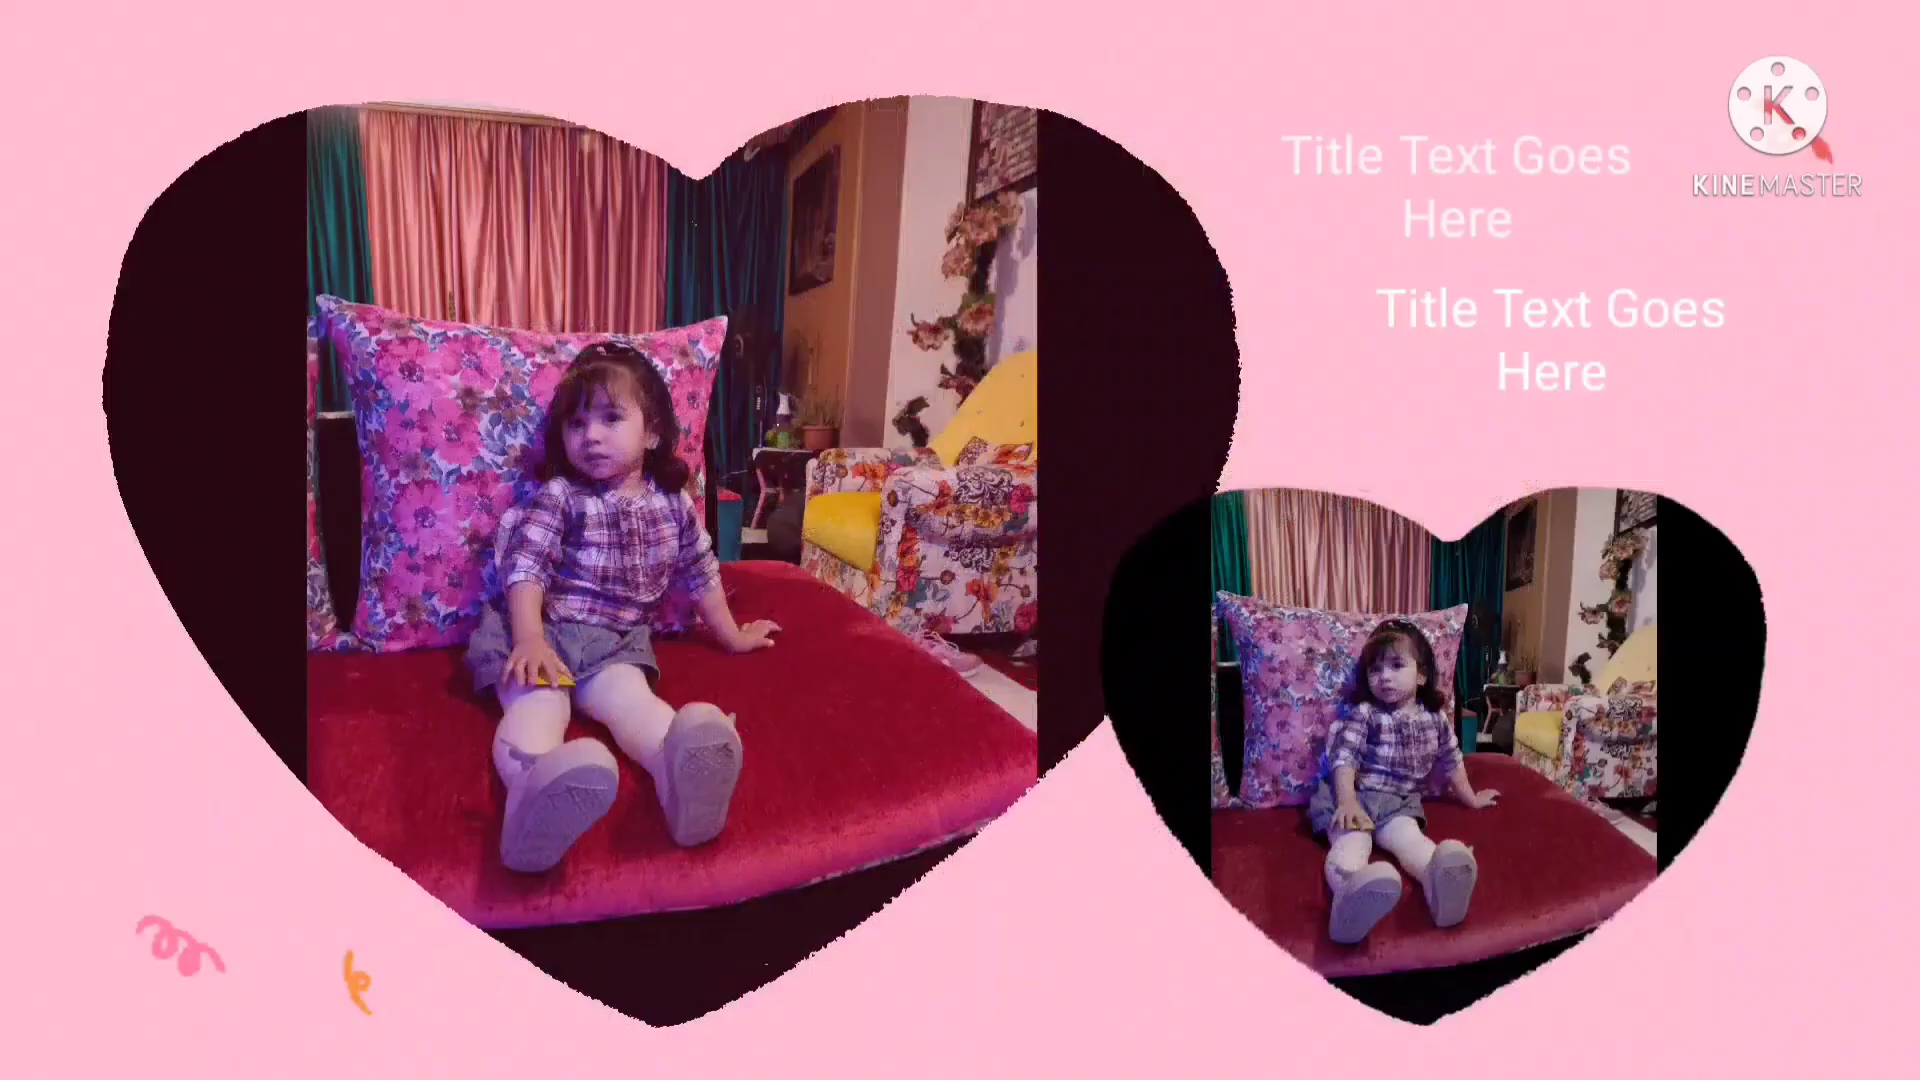 Title Text Goes
Here
Title Text Goes
Here
K
KINEMASTER